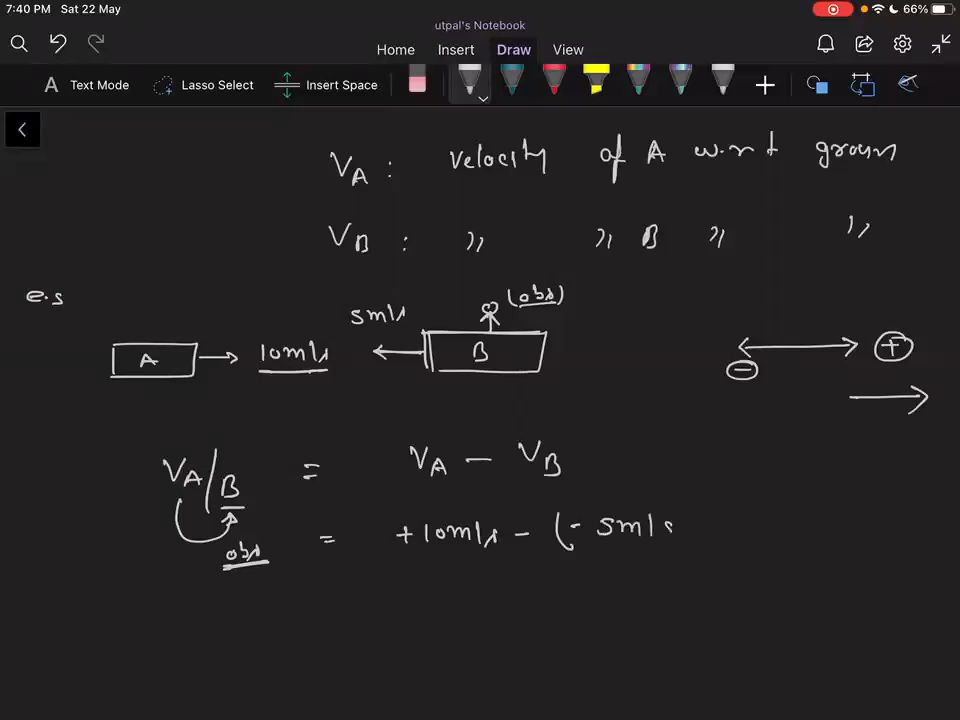 7:40 PM Sat 22 May
66%
utpal's Notebook
Home Insert Draw View
A Text Mode Lasso Select Insert Space
VA : velocity of A w.r.t groun
VB : ,, ,, B ,, ,,
e.g
A 10m/s 5m/s B (obs) - +
VA/B = VA - VB
obs = +10m/s - (- 5m/s